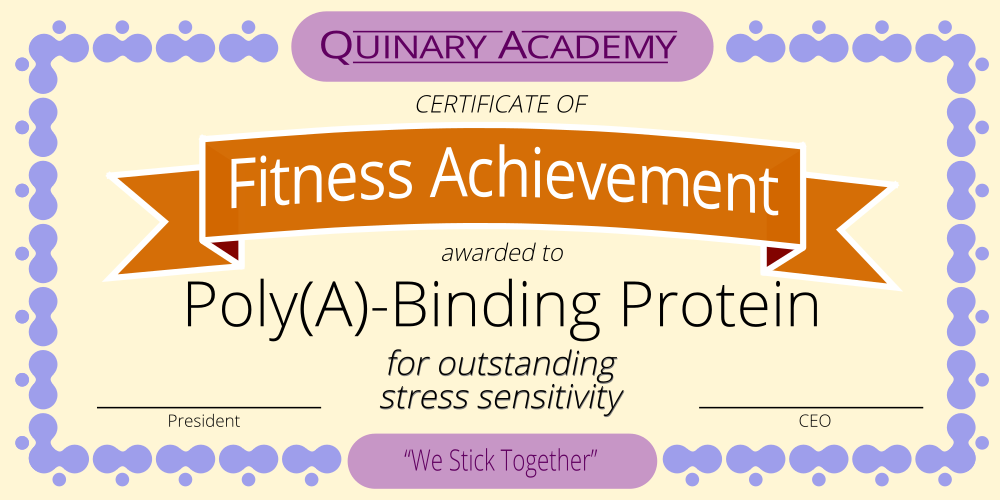 QUINARY ACADEMY
CERTIFICATE OF
Fitness Achievement
awarded to
Poly(A)-Binding Protein
for outstanding
stress sensitivity
President
CEO
“We Stick Together”